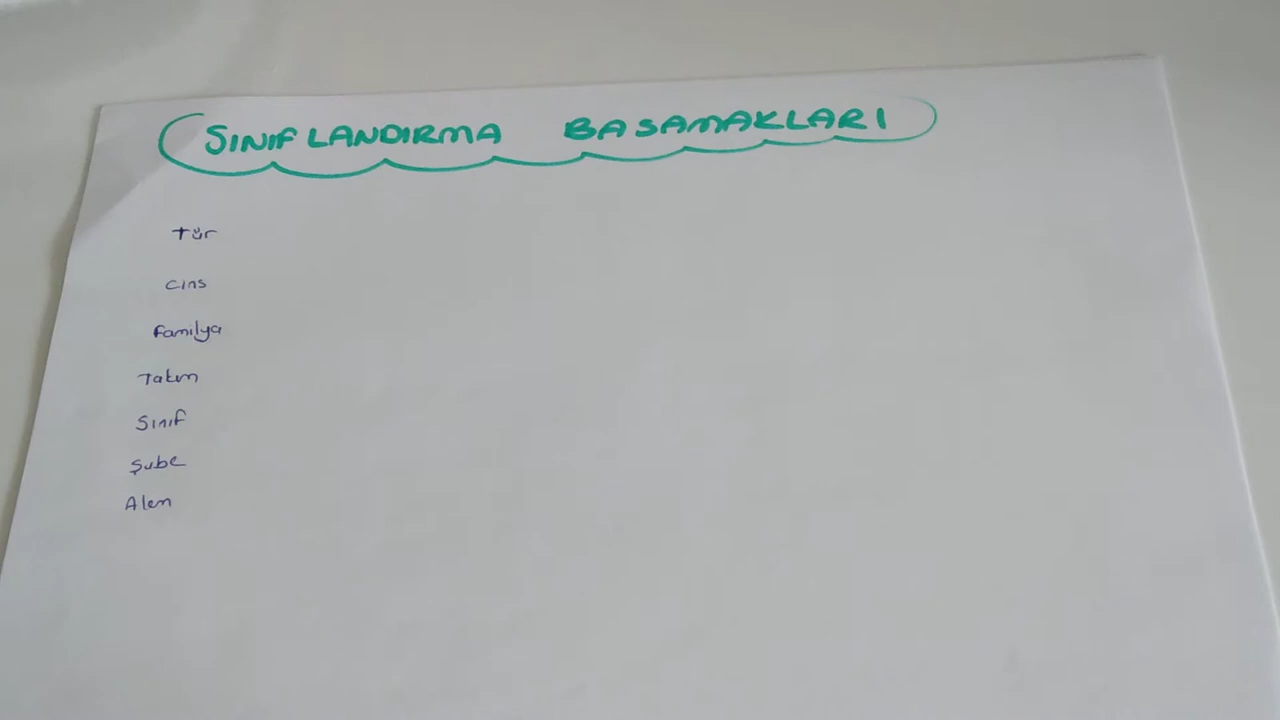 SINIFLANDIRMA BASAMAKLARI
Tür
Cins
Familya
Takım
Sınıf
Şube
Alem